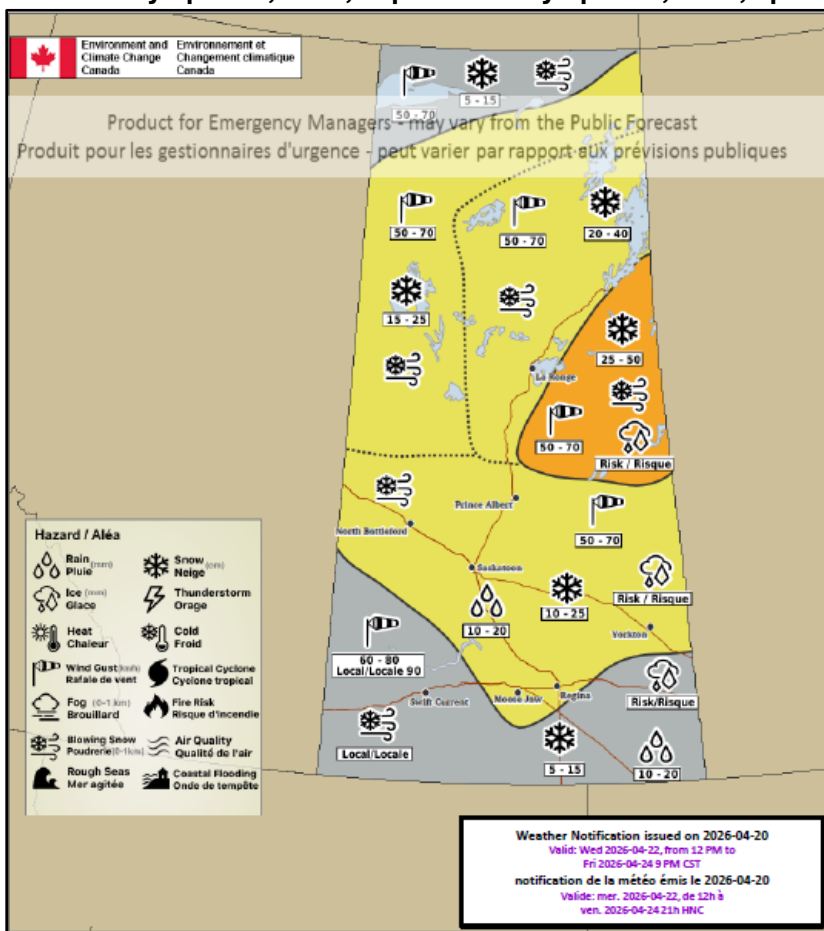 Environment and
Climate Change
Canada
Environnement et
Changement climatique
Canada
50 - 70
5 - 15
Product for Emergency Managers - may vary from the Public Forecast
Produit pour les gestionnaires d'urgence - peut varier par rapport aux prévisions publiques
50 - 70
50 - 70
20 - 40
15 - 25
25 - 50
La Ronge
50 - 70
Risk / Risque
Prince Albert
North Battleford
50 - 70
Saskatoon
Risk / Risque
10 - 25
10 - 20
Yorkton
60 - 80
Local/Locale 90
Risk/Risque
Swift Current
Moose Jaw
Regina
Local/Locale
5 - 15
10 - 20
Hazard / Aléa
Rain (mm)
Pluie
Snow (cm)
Neige
Ice (mm)
Glace
Thunderstorm
Orage
Heat
Chaleur
Cold
Froid
Wind Gust (km/h)
Rafale de vent
Tropical Cyclone
Cyclone tropical
Fog (0-1 km)
Brouillard
Fire Risk
Risque d'incendie
Blowing Snow
Poudrerie (0-1km)
Air Quality
Qualité de l'air
Rough Seas
Mer agitée
Coastal Flooding
Onde de tempête
Weather Notification issued on 2026-04-20
Valid: Wed 2026-04-22, from 12 PM to
Fri 2026-04-24 9 PM CST
notification de la météo émis le 2026-04-20
Valide: mer. 2026-04-22, de 12h à
ven. 2026-04-24 21h HNC